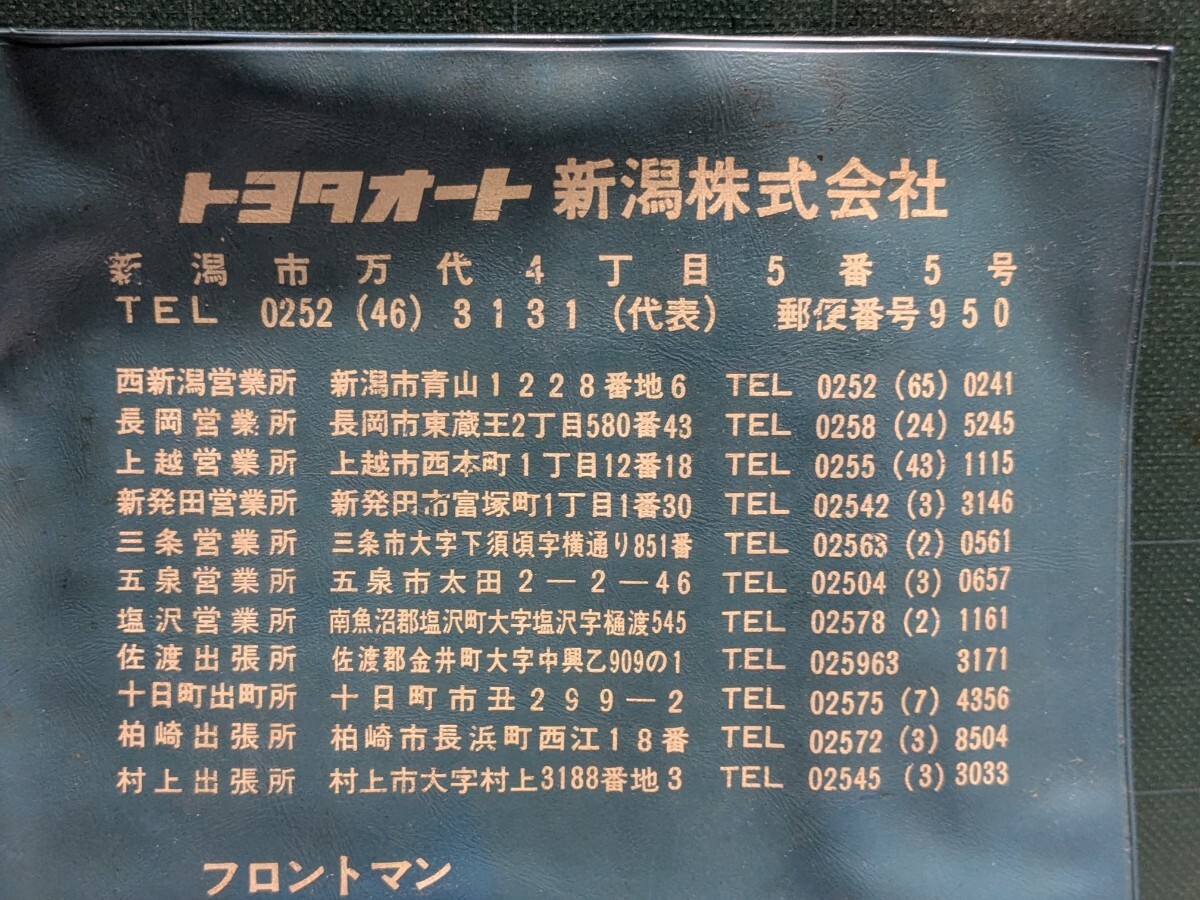 トヨタオート 新潟株式会社
新潟市万代4丁目5番5号
TEL 0252 (46) 3131 (代表) 郵便番号950
西新潟営業所 新潟市青山1228番地6 TEL 0252 (65) 0241
長岡営業所 長岡市東蔵王2丁目580番43 TEL 0258 (24) 5245
上越営業所 上越市西本町1丁目12番18 TEL 0255 (43) 1115
新発田営業所 新発田市富塚町1丁目1番30 TEL 02542 (3) 3146
三条営業所 三条市大字下須頃字横通り851番 TEL 02563 (2) 0561
五泉営業所 五泉市太田2-2-46 TEL 02504 (3) 0657
塩沢営業所 南魚沼郡塩沢町大字塩沢字樋渡545 TEL 02578 (2) 1161
佐渡出張所 佐渡郡金井町大字中興乙909の1 TEL 025963 3171
十日町出町所 十日町市丑299-2 TEL 02575 (7) 4356
柏崎出張所 柏崎市長浜町西江18番 TEL 02572 (3) 8504
村上出張所 村上市大字村上3188番地3 TEL 02545 (3) 3033
フロントマン